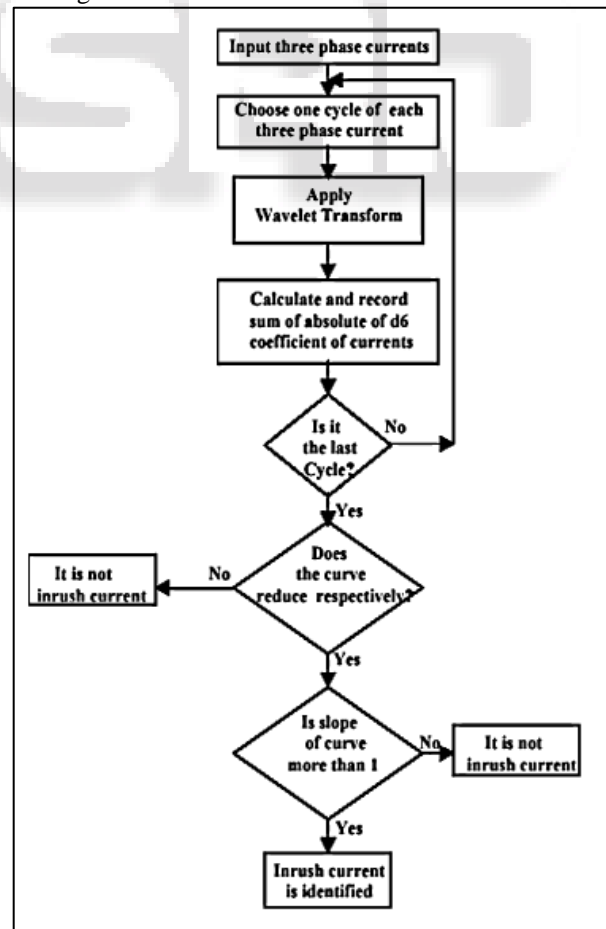 Input three phase currents
Choose one cycle of each
three phase current
Apply
Wavelet Transform
Calculate and record
sum of absolute of d6
coefficient of currents
Is it
the last
Cycle?
No
Yes
Does
the curve
reduce respectively?
No
It is not
inrush current
Yes
Is slope
of curve
more than 1
No
It is not
inrush current
Yes
Inrush current
is identified